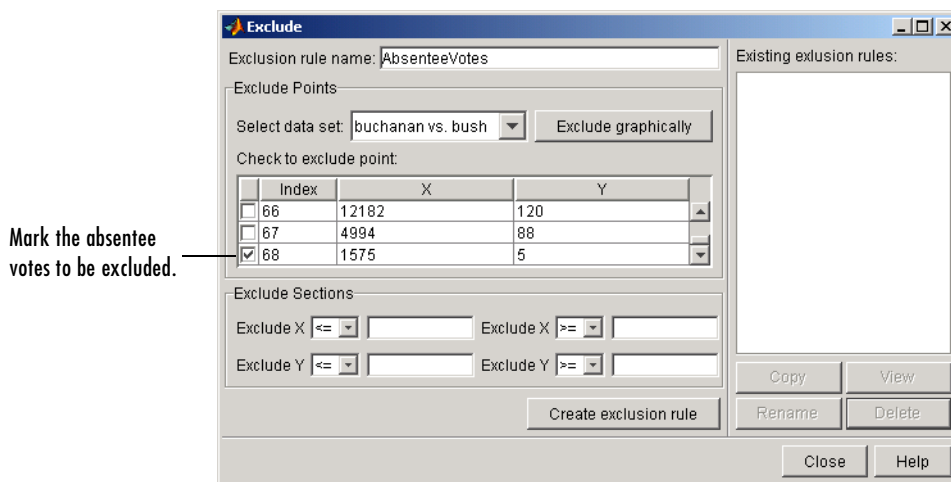 Exclude
Exclusion rule name: AbsenteeVotes
Exclude Points
Select data set: buchanan vs. bush Exclude graphically
Check to exclude point:
Index X Y
66 12182 120
67 4994 88
68 1575 5
Mark the absentee
votes to be excluded.
Exclude Sections
Exclude X <= Exclude X >=
Exclude Y <= Exclude Y >=
Create exclusion rule
Existing exlusion rules:
Copy View
Rename Delete
Close Help